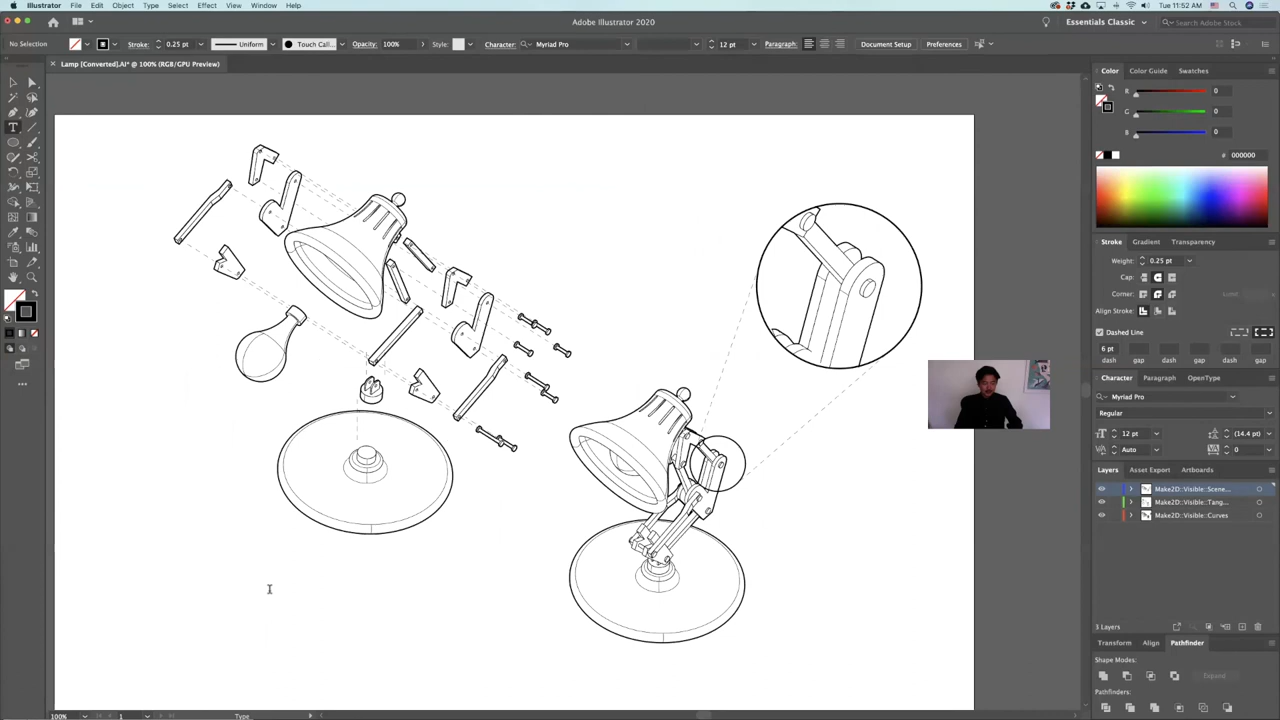 Illustrator File Edit Object Type Select Effect View Window Help Tue 11:52 AM
Adobe Illustrator 2020 Essentials Classic Search Adobe Stock
No Selection Stroke: 0.25 pt Uniform Touch Call... Opacity: 100% Style: Character: Myriad Pro 12 pt Paragraph: Document Setup Preferences
Lamp [Converted].AI* @ 100% (RGB/GPU Preview)
Color Color Guide Swatches
R 0
G 0
B 0
# 000000
Stroke Gradient Transparency
Weight: 0.25 pt
Cap:
Corner:
Align Stroke:
Dashed Line
6 pt
dash gap dash gap dash gap
Character Paragraph OpenType
Myriad Pro
Regular
12 pt (14.4 pt)
Auto 0
Layers Asset Export Artboards
Make2D::Visible::Scene...
Make2D::Visible::Tang...
Make2D::Visible::Curves
3 Layers
Transform Align Pathfinder
Shape Modes:
Expand
Pathfinders:
100% 1 Type